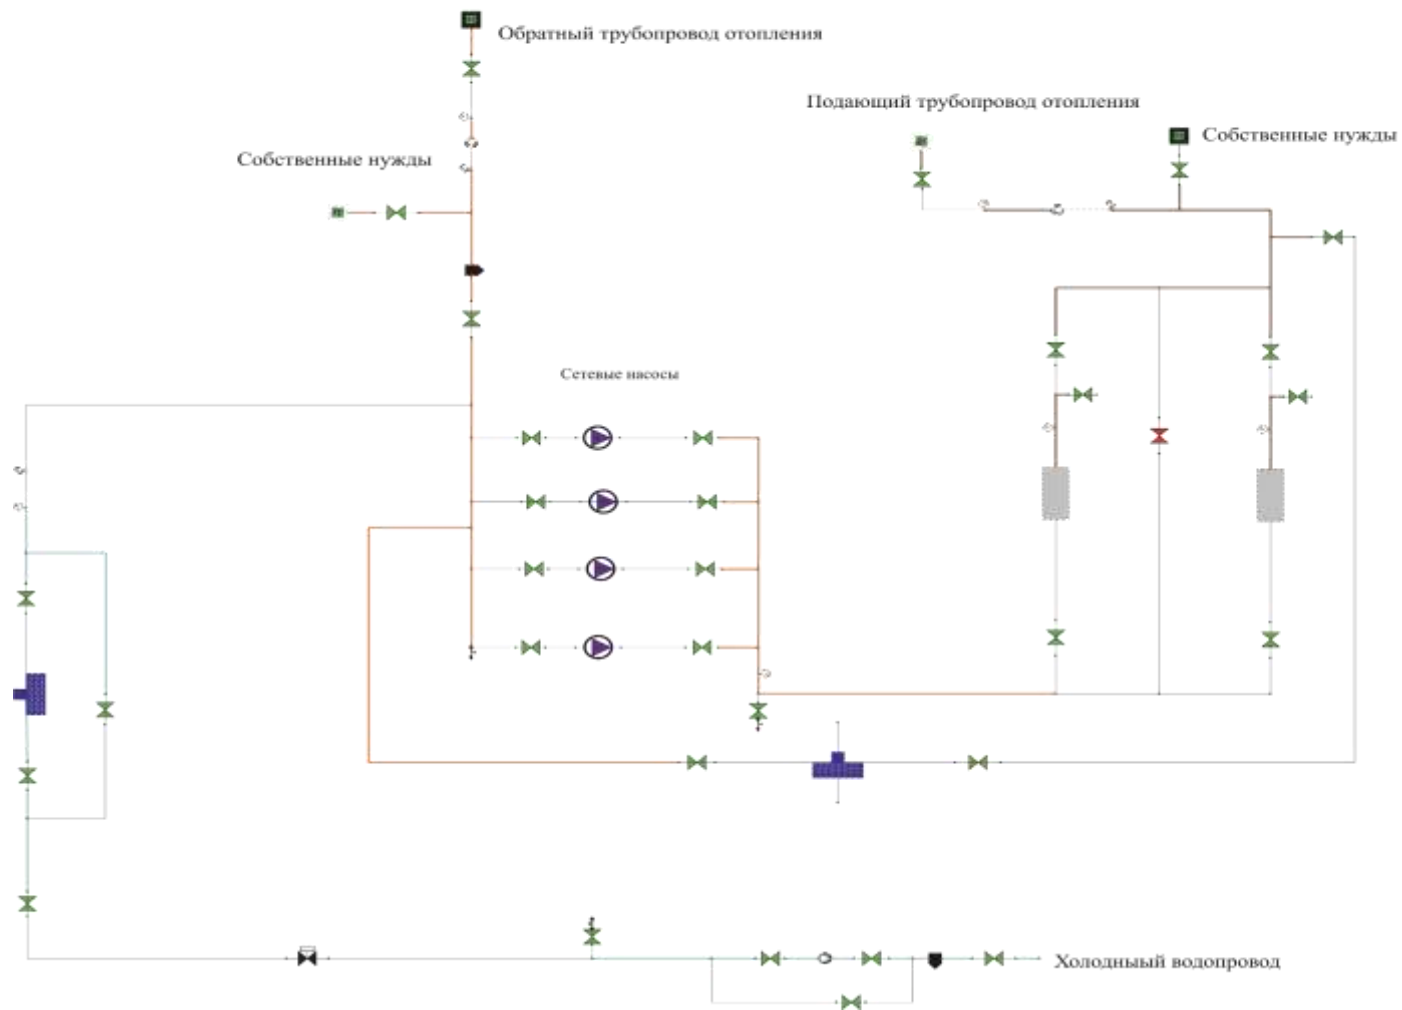 Обратный трубопровод отопления
Подающий трубопровод отопления
Собственные нужды
Собственные нужды
Сетевые насосы
Холодныый водопровод